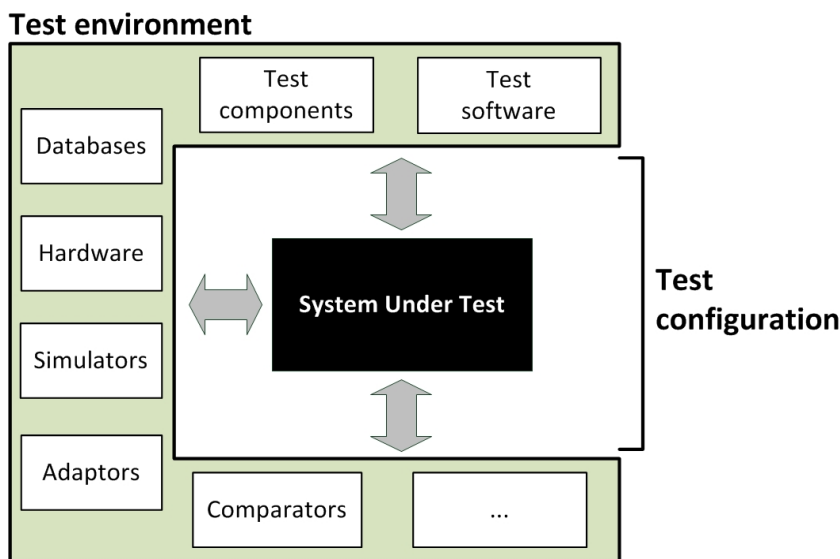 Test environment
Test
components
Test
software
Databases
Hardware
Simulators
Adaptors
System Under Test
Test
configuration
Comparators
...